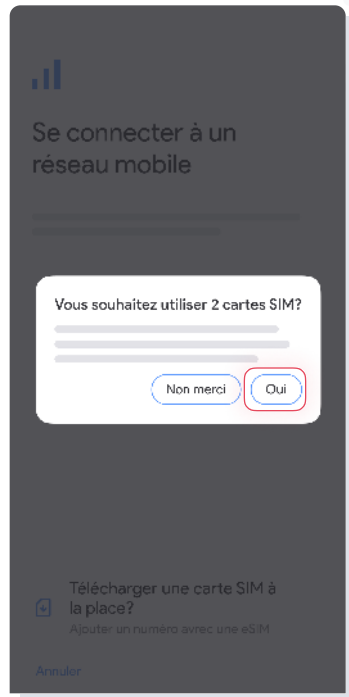 Se connecter à un
réseau mobile
Vous souhaitez utiliser 2 cartes SIM?
Non merci
Oui
Télécharger une carte SIM à
la place?
Ajouter un numéro avrec une eSIM
Annuler